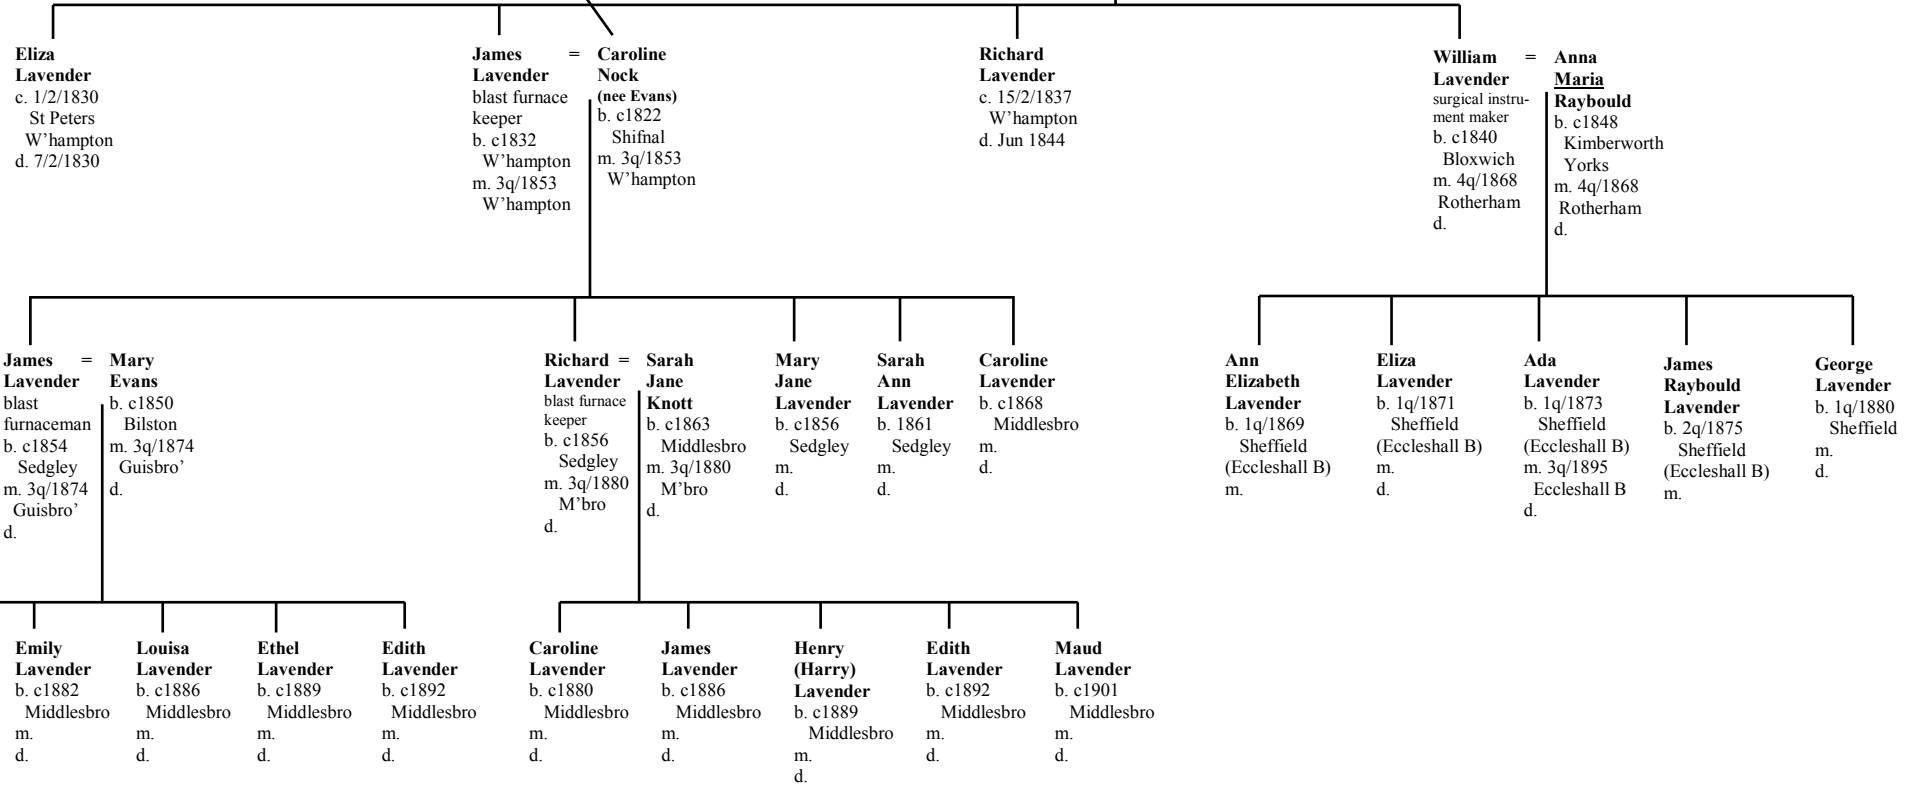 Eliza
Lavender
c. 1/2/1830
St Peters
W’hampton
d. 7/2/1830
James =
Lavender
blast furnace
keeper
b. c1832
W’hampton
m. 3q/1853
W’hampton
Caroline
Nock
(nee Evans)
b. c1822
Shifnal
m. 3q/1853
W’hampton
Richard
Lavender
c. 15/2/1837
W’hampton
d. Jun 1844
William =
Lavender
surgical instru-
ment maker
b. c1840
Bloxwich
m. 4q/1868
Rotherham
d.
Anna
Maria
Raybould
b. c1848
Kimberworth
Yorks
m. 4q/1868
Rotherham
d.
James =
Lavender
blast
furnaceman
b. c1854
Sedgley
m. 3q/1874
Guisbro’
d.
Mary
Evans
b. c1850
Bilston
m. 3q/1874
Guisbro’
d.
Richard =
Lavender
blast furnace
keeper
b. c1856
Sedgley
m. 3q/1880
M’bro
d.
Sarah
Jane
Knott
b. c1863
Middlesbro
m. 3q/1880
M’bro
d.
Mary
Jane
Lavender
b. c1856
Sedgley
m.
d.
Sarah
Ann
Lavender
b. 1861
Sedgley
m.
d.
Caroline
Lavender
b. c1868
Middlesbro
m.
d.
Ann
Elizabeth
Lavender
b. 1q/1869
Sheffield
(Eccleshall B)
m.
Eliza
Lavender
b. 1q/1871
Sheffield
(Eccleshall B)
m.
d.
Ada
Lavender
b. 1q/1873
Sheffield
(Eccleshall B)
m. 3q/1895
Eccleshall B
d.
James
Raybould
Lavender
b. 2q/1875
Sheffield
(Eccleshall B)
m.
George
Lavender
b. 1q/1880
Sheffield
m.
d.
Emily
Lavender
b. c1882
Middlesbro
m.
d.
Louisa
Lavender
b. c1886
Middlesbro
m.
d.
Ethel
Lavender
b. c1889
Middlesbro
m.
d.
Edith
Lavender
b. c1892
Middlesbro
m.
d.
Caroline
Lavender
b. c1880
Middlesbro
m.
d.
James
Lavender
b. c1886
Middlesbro
m.
d.
Henry
(Harry)
Lavender
b. c1889
Middlesbro
m.
d.
Edith
Lavender
b. c1892
Middlesbro
m.
d.
Maud
Lavender
b. c1901
Middlesbro
m.
d.